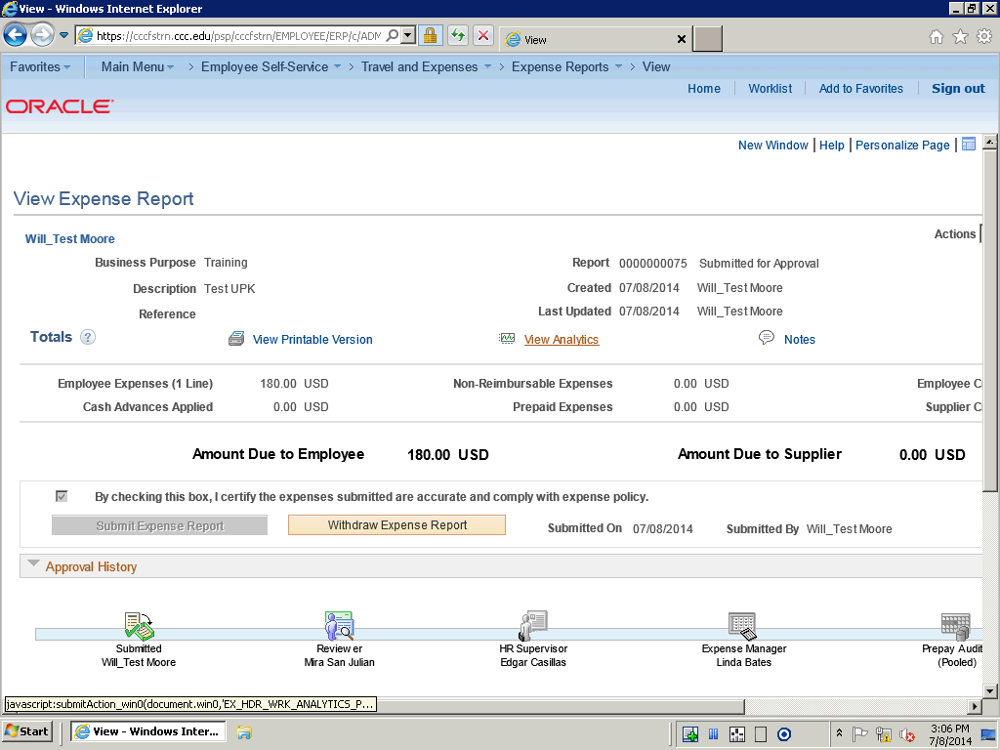 View - Windows Internet Explorer
https://cccfstrn.ccc.edu/psp/cccfstrn/EMPLOYEE/ERP/c/ADM
View
Favorites
Main Menu > Employee Self-Service > Travel and Expenses > Expense Reports > View
Home Worklist Add to Favorites Sign out
ORACLE
New Window | Help | Personalize Page |
View Expense Report
Will_Test Moore
Actions
Business Purpose Training
Report 0000000075 Submitted for Approval
Description Test UPK
Created 07/08/2014 Will_Test Moore
Reference
Last Updated 07/08/2014 Will_Test Moore
Totals ?
View Printable Version
View Analytics
Notes
Employee Expenses (1 Line) 180.00 USD
Non-Reimbursable Expenses 0.00 USD
Employee C
Cash Advances Applied 0.00 USD
Prepaid Expenses 0.00 USD
Supplier C
Amount Due to Employee 180.00 USD
Amount Due to Supplier 0.00 USD
By checking this box, I certify the expenses submitted are accurate and comply with expense policy.
Submit Expense Report
Withdraw Expense Report
Submitted On 07/08/2014
Submitted By Will_Test Moore
Approval History
Submitted
Will_Test Moore
Reviewer
Mira San Julian
HR Supervisor
Edgar Casillas
Expense Manager
Linda Bates
Prepay Audit
(Pooled)
javascript:submitAction_win0(document.win0,'EX_HDR_WRK_ANALYTICS_P...
Start
View - Windows Inter...
3:06 PM
7/8/2014